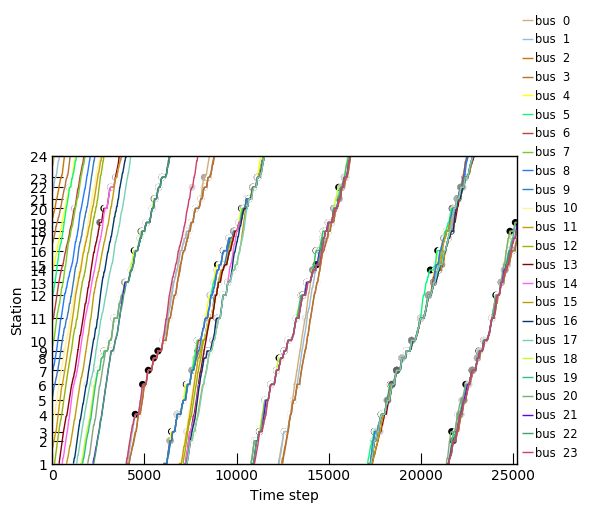 bus 0
bus 1
bus 2
bus 3
bus 4
bus 5
bus 6
bus 7
bus 8
bus 9
bus 10
bus 11
bus 12
bus 13
bus 14
bus 15
bus 16
bus 17
bus 18
bus 19
bus 20
bus 21
bus 22
bus 23
24
23
22
21
20
19
18
17
16
15
14
13
12
11
10
9
8
7
6
5
4
3
2
1
Station
0 5000 10000 15000 20000 25000
Time step